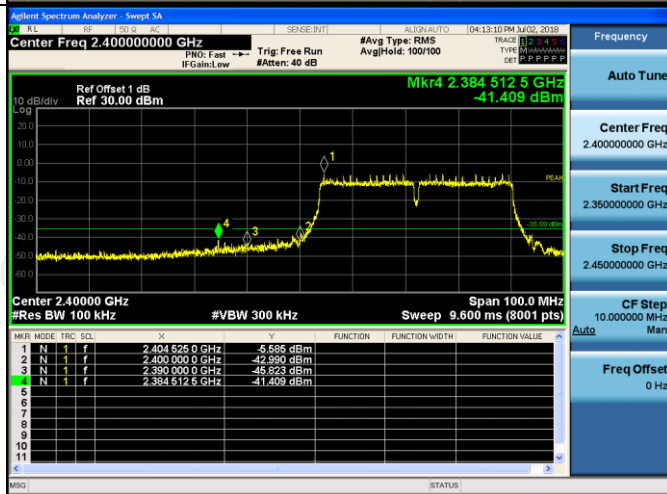 Agilent Spectrum Analyzer - Swept SA
RL RF 50 Ω AC SENSE:INT ALIGNAUTO 04:13:10 PM Jul 02, 2018
Center Freq 2.400000000 GHz
PNO: Fast
IFGain:Low
Trig: Free Run
#Atten: 40 dB
#Avg Type: RMS
Avg|Hold: 100/100
TRACE 1 2 3 4 5 6
TYPE M
DET P P P P P P
Mkr4 2.384 512 5 GHz
-41.409 dBm
Ref Offset 1 dB
10 dB/div Ref 30.00 dBm
Log
20.0
10.0
0.00
-10.0
-20.0
-30.0
-40.0
-50.0
-60.0
1
4
3
2
PEAK
-35.59 dBm
Center 2.40000 GHz Span 100.0 MHz
#Res BW 100 kHz #VBW 300 kHz Sweep 9.600 ms (8001 pts)
MKR MODE TRC SCL X Y FUNCTION FUNCTION WIDTH FUNCTION VALUE
1 N 1 f 2.404 525 0 GHz -5.585 dBm
2 N 1 f 2.400 000 0 GHz -42.990 dBm
3 N 1 f 2.390 000 0 GHz -45.823 dBm
4 N 1 f 2.384 512 5 GHz -41.409 dBm
5
6
7
8
9
10
11
MSG STATUS
Frequency
Auto Tune
Center Freq
2.400000000 GHz
Start Freq
2.350000000 GHz
Stop Freq
2.450000000 GHz
CF Step
10.000000 MHz
Auto Man
Freq Offset
0 Hz